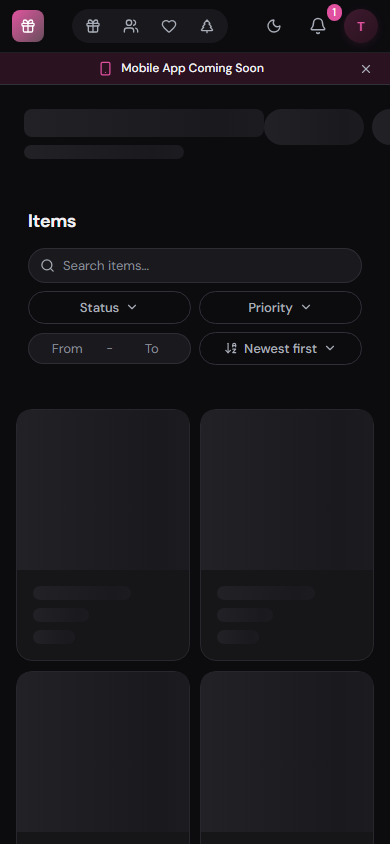 1
T
Mobile App Coming Soon
Items
Search items...
Status
Priority
From - To
Newest first